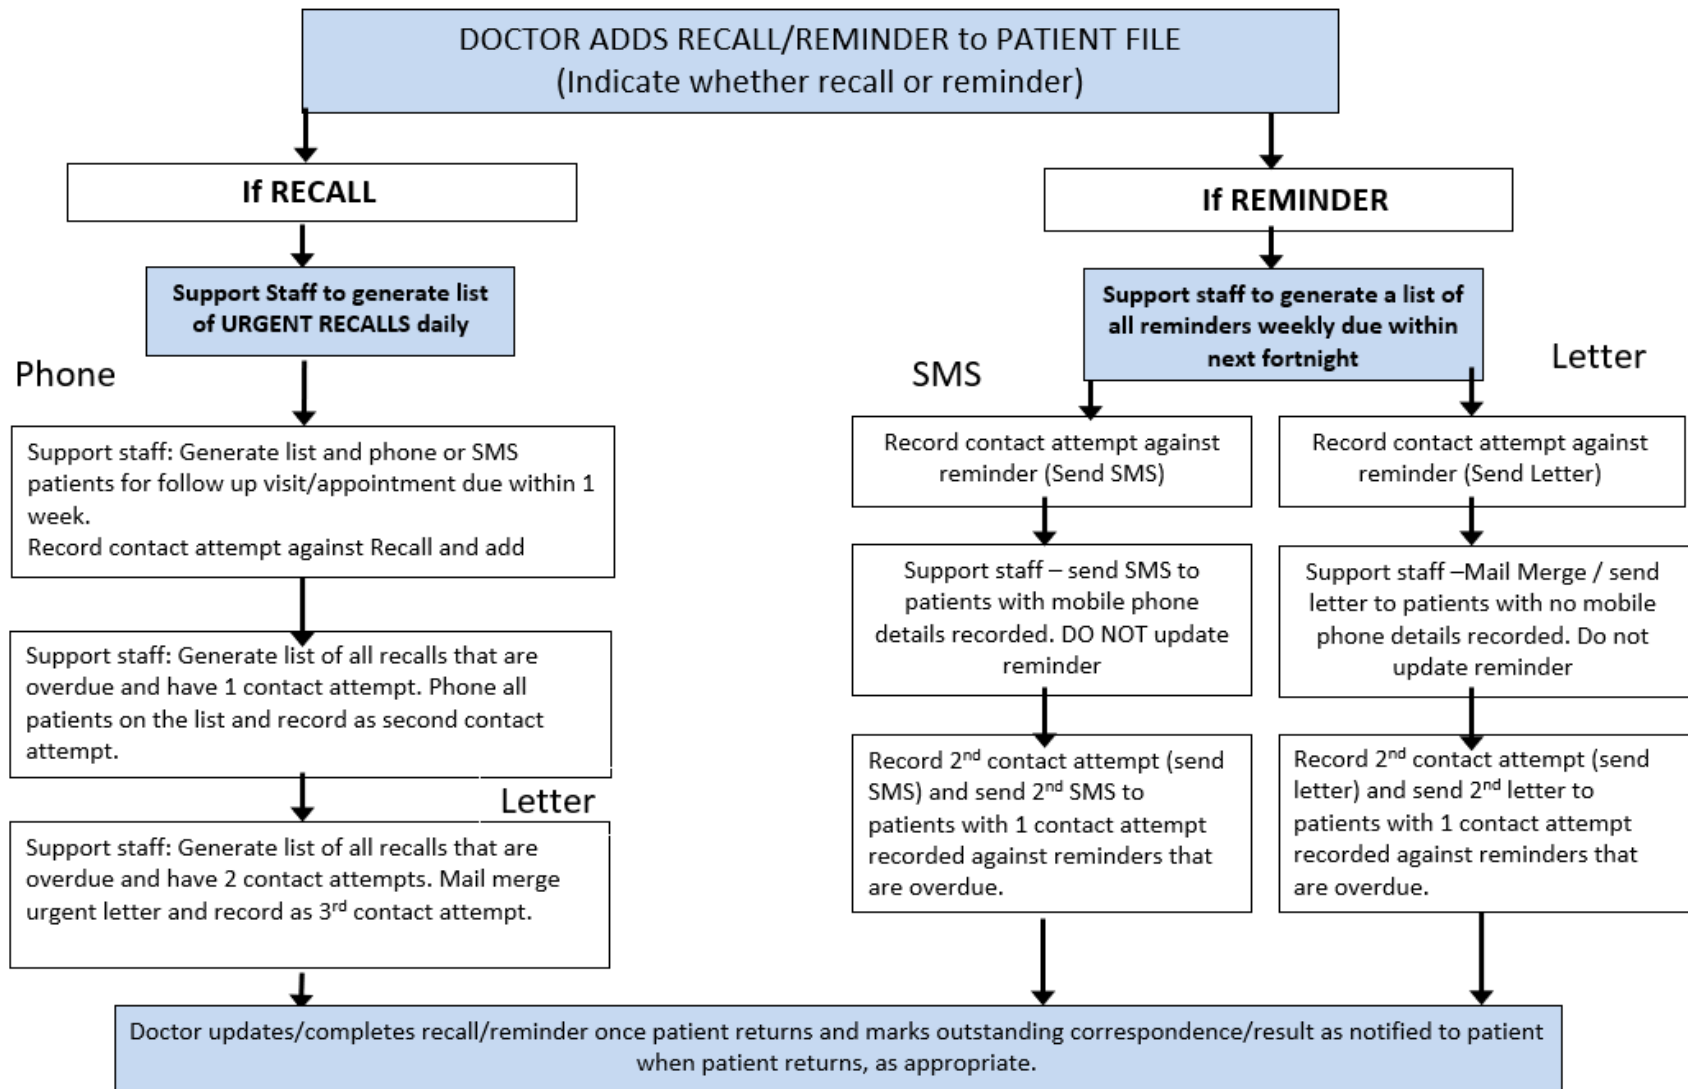 DOCTOR ADDS RECALL/REMINDER to PATIENT FILE
(Indicate whether recall or reminder)
If RECALL
Support Staff to generate list
of URGENT RECALLS daily
Phone
Support staff: Generate list and phone or SMS
patients for follow up visit/appointment due within 1
week.
Record contact attempt against Recall and add
Support staff: Generate list of all recalls that are
overdue and have 1 contact attempt. Phone all
patients on the list and record as second contact
attempt.
Letter
Support staff: Generate list of all recalls that are
overdue and have 2 contact attempts. Mail merge
urgent letter and record as 3rd contact attempt.
If REMINDER
Support staff to generate a list of
all reminders weekly due within
next fortnight
SMS
Record contact attempt against
reminder (Send SMS)
Support staff – send SMS to
patients with mobile phone
details recorded. DO NOT update
reminder
Record 2nd contact attempt (send
SMS) and send 2nd SMS to
patients with 1 contact attempt
recorded against reminders that
are overdue.
Letter
Record contact attempt against
reminder (Send Letter)
Support staff –Mail Merge / send
letter to patients with no mobile
phone details recorded. Do not
update reminder
Record 2nd contact attempt (send
letter) and send 2nd letter to
patients with 1 contact attempt
recorded against reminders that
are overdue.
Doctor updates/completes recall/reminder once patient returns and marks outstanding correspondence/result as notified to patient
when patient returns, as appropriate.